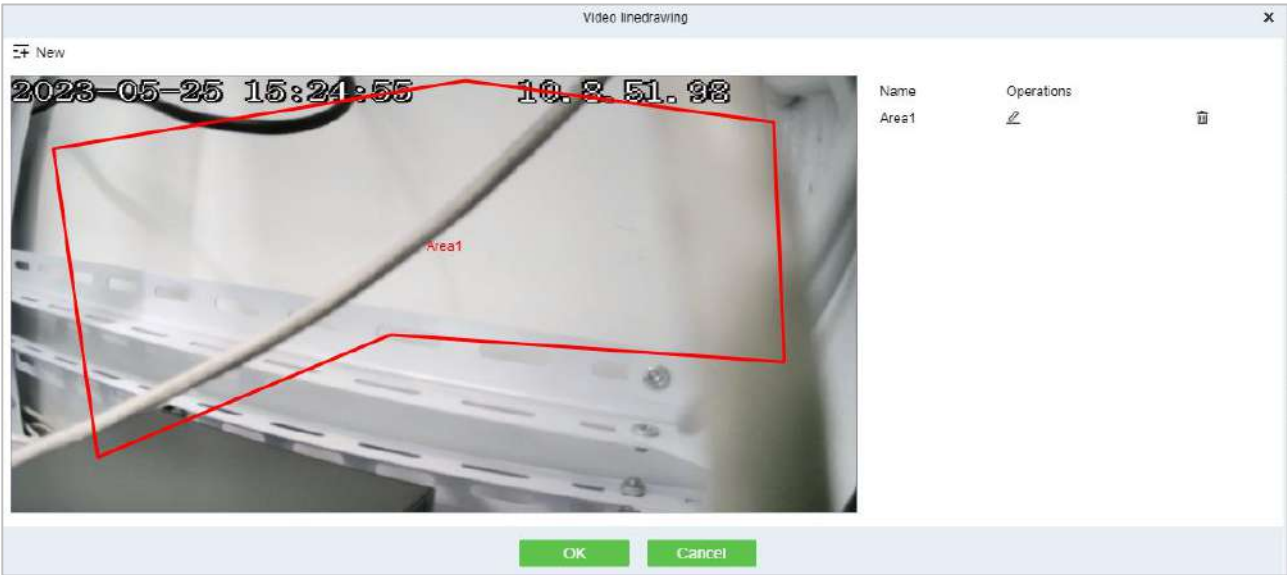 Video linedrawing
x
New
2023-05-25 15:24:55 10.8.51.98
Name Operations
Area1
Area1
OK Cancel